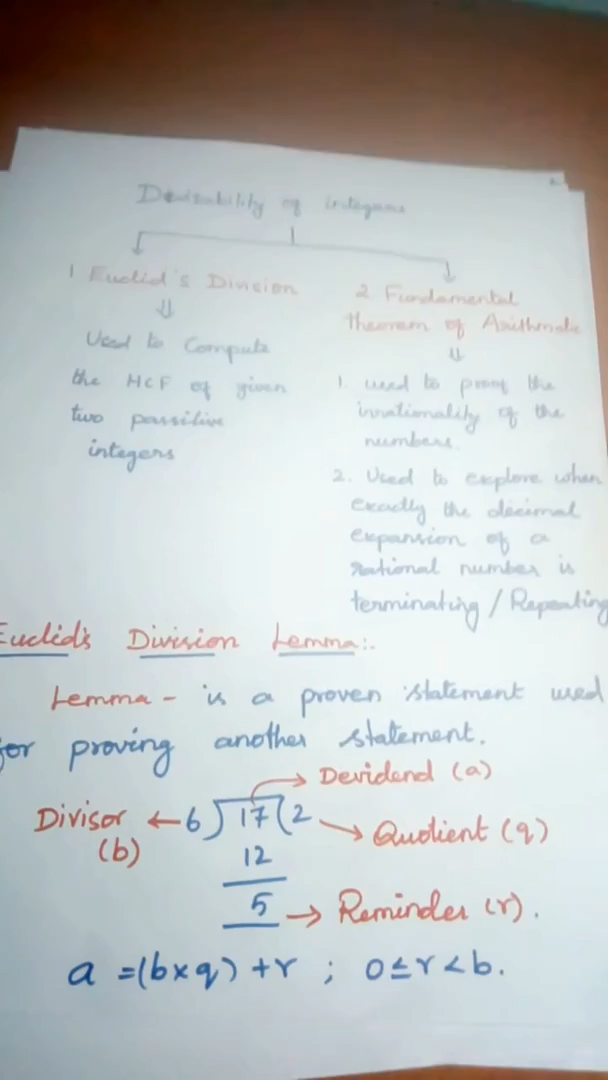 Devisability of integers
1 Euclid's Division
⇓
Used to Compute
the HCF of given
two possitive
integers
2 Fundamental
theorem of Arithmatic
⇓
1. used to proof the
irrationality of the
numbers.
2. Used to explore when
exactly the decimal
expansion of a
rational number is
terminating / Repeating
Euclid's Division Lemma:.
Lemma - is a proven statement used
for proving another statement.
→ Devidend (a)
Divisor ← 6 ) 17 ( 2 → Quotient (q)
(b)
12
5 → Reminder (r).
a = (b×q) + r ; 0 ≤ r < b.